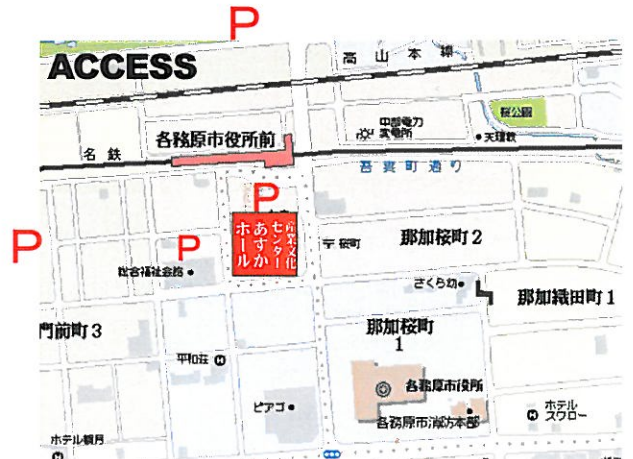 P
ACCESS
高山本線
桜公園
中部電力
変電所
天理教
各務原市役所前
名鉄
吾妻町通り
P
産業文化
センター
あすか
ホール
P
P
〒桜町
那加桜町2
総合福祉会館
さくら幼
那加織田町1
門前町3
那加桜町
1
平和荘
H
各務原市役所
ピアゴ
各務原市消防本部
H
ホテル
スワロー
ホテル観月
H